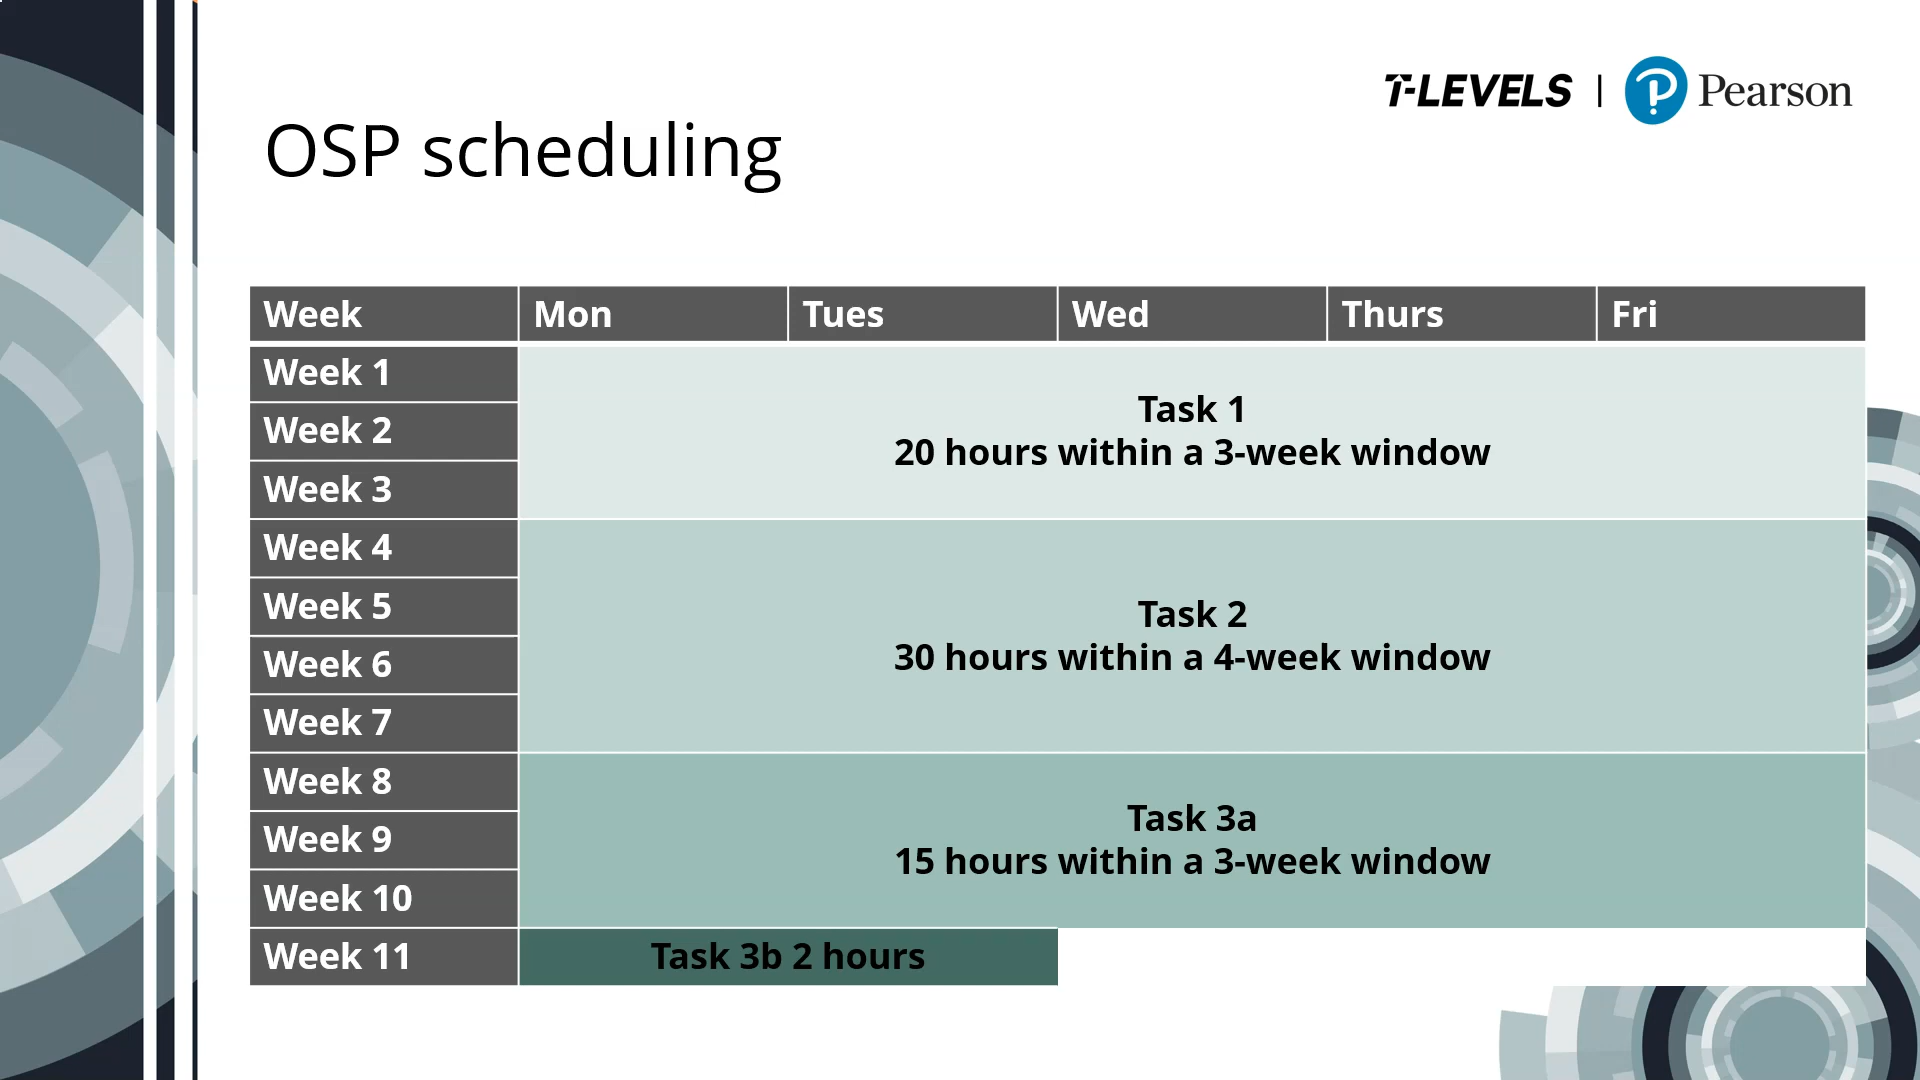 T-LEVELS | Pearson
OSP scheduling
Week Mon Tues Wed Thurs Fri
Week 1
Week 2
Week 3
Task 1
20 hours within a 3-week window
Week 4
Week 5
Week 6
Week 7
Task 2
30 hours within a 4-week window
Week 8
Week 9
Week 10
Task 3a
15 hours within a 3-week window
Week 11 Task 3b 2 hours